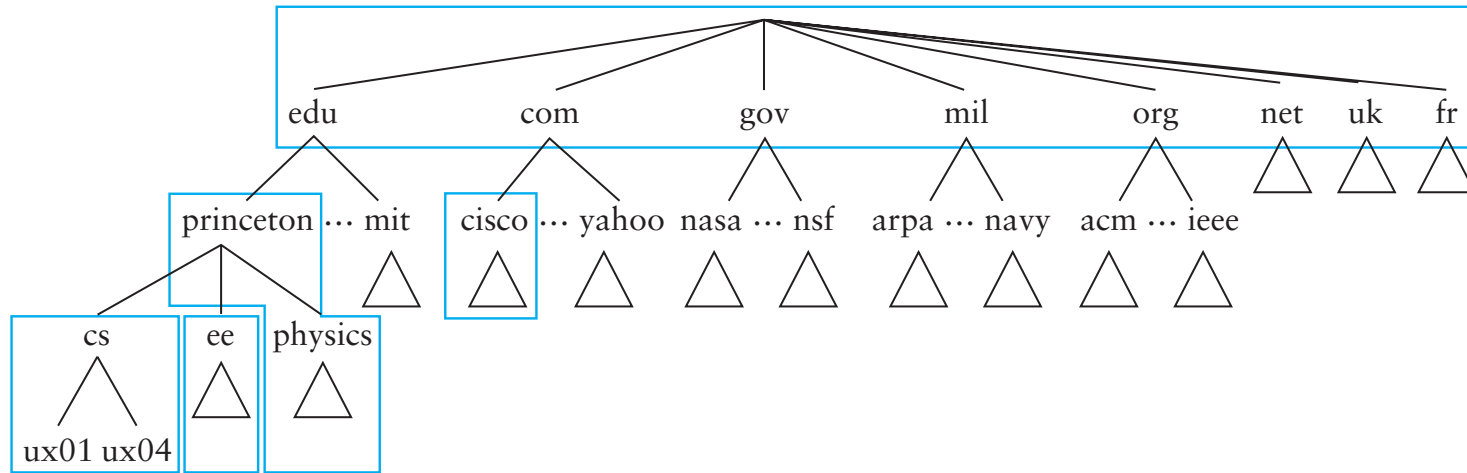 edu com gov mil org net uk fr
princeton ... mit cisco ... yahoo nasa ... nsf arpa ... navy acm ... ieee
cs ee physics
ux01 ux04